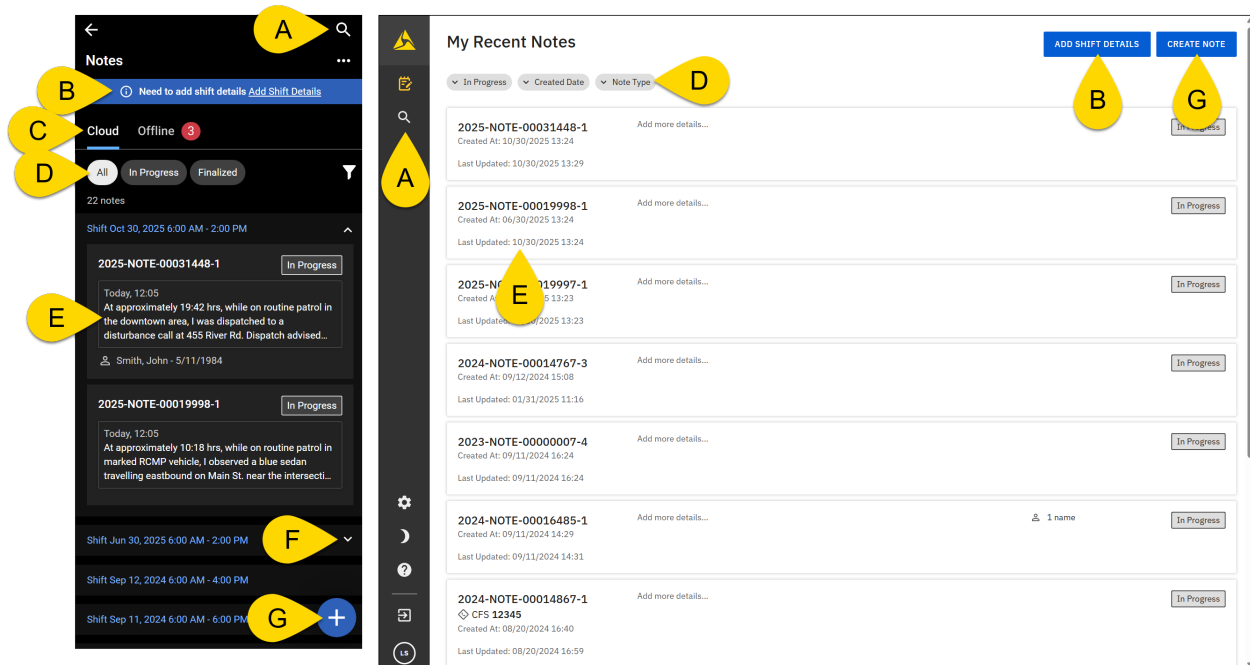 A
Notes
B
Need to add shift details Add Shift Details
C
Cloud
Offline
3
D
All
In Progress
Finalized
22 notes
Shift Oct 30, 2025 6:00 AM - 2:00 PM
2025-NOTE-00031448-1
In Progress
Today, 12:05
At approximately 19:42 hrs, while on routine patrol in
the downtown area, I was dispatched to a
disturbance call at 455 River Rd. Dispatch advised...
E
Smith, John - 5/11/1984
2025-NOTE-00019998-1
In Progress
Today, 12:05
At approximately 10:18 hrs, while on routine patrol in
marked RCMP vehicle, I observed a blue sedan
travelling eastbound on Main St. near the intersecti...
Shift Jun 30, 2025 6:00 AM - 2:00 PM
F
Shift Sep 12, 2024 6:00 AM - 4:00 PM
Shift Sep 11, 2024 6:00 AM - 6:00 PM
G
My Recent Notes
ADD SHIFT DETAILS
CREATE NOTE
In Progress
Created Date
Note Type
D
B
G
A
2025-NOTE-00031448-1
Add more details...
In Progress
Created At: 10/30/2025 13:24
Last Updated: 10/30/2025 13:29
2025-NOTE-00019998-1
Add more details...
In Progress
Created At: 06/30/2025 13:24
Last Updated: 10/30/2025 13:24
E
2025-N 19997-1
Add more details...
In Progress
Created A 5 13:23
Last Updated: /2025 13:23
2024-NOTE-00014767-3
Add more details...
In Progress
Created At: 09/12/2024 15:08
Last Updated: 01/31/2025 11:16
2023-NOTE-00000007-4
Add more details...
In Progress
Created At: 09/11/2024 16:24
Last Updated: 09/11/2024 16:24
2024-NOTE-00016485-1
Add more details...
1 name
In Progress
Created At: 09/11/2024 14:29
Last Updated: 09/11/2024 14:31
2024-NOTE-00014867-1
Add more details...
In Progress
CFS 12345
Created At: 08/20/2024 16:40
Last Updated: 08/20/2024 16:59
LS